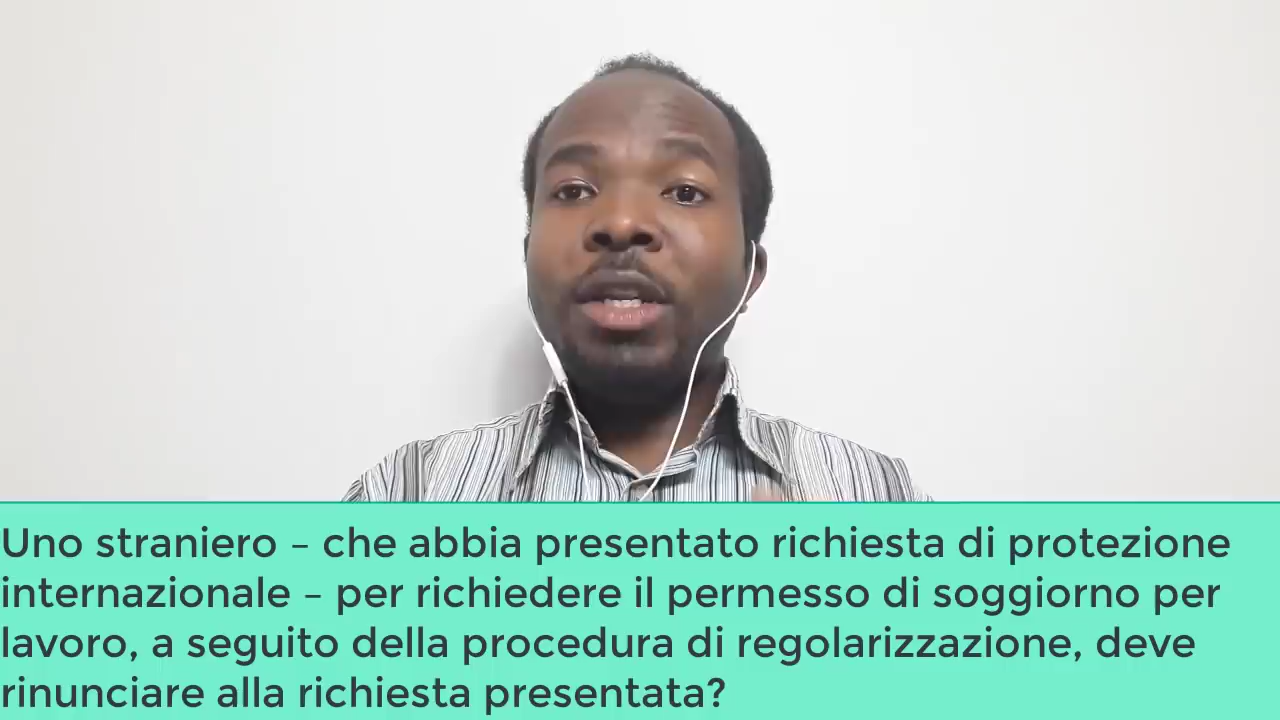 Uno straniero – che abbia presentato richiesta di protezione
internazionale – per richiedere il permesso di soggiorno per
lavoro, a seguito della procedura di regolarizzazione, deve
rinunciare alla richiesta presentata?